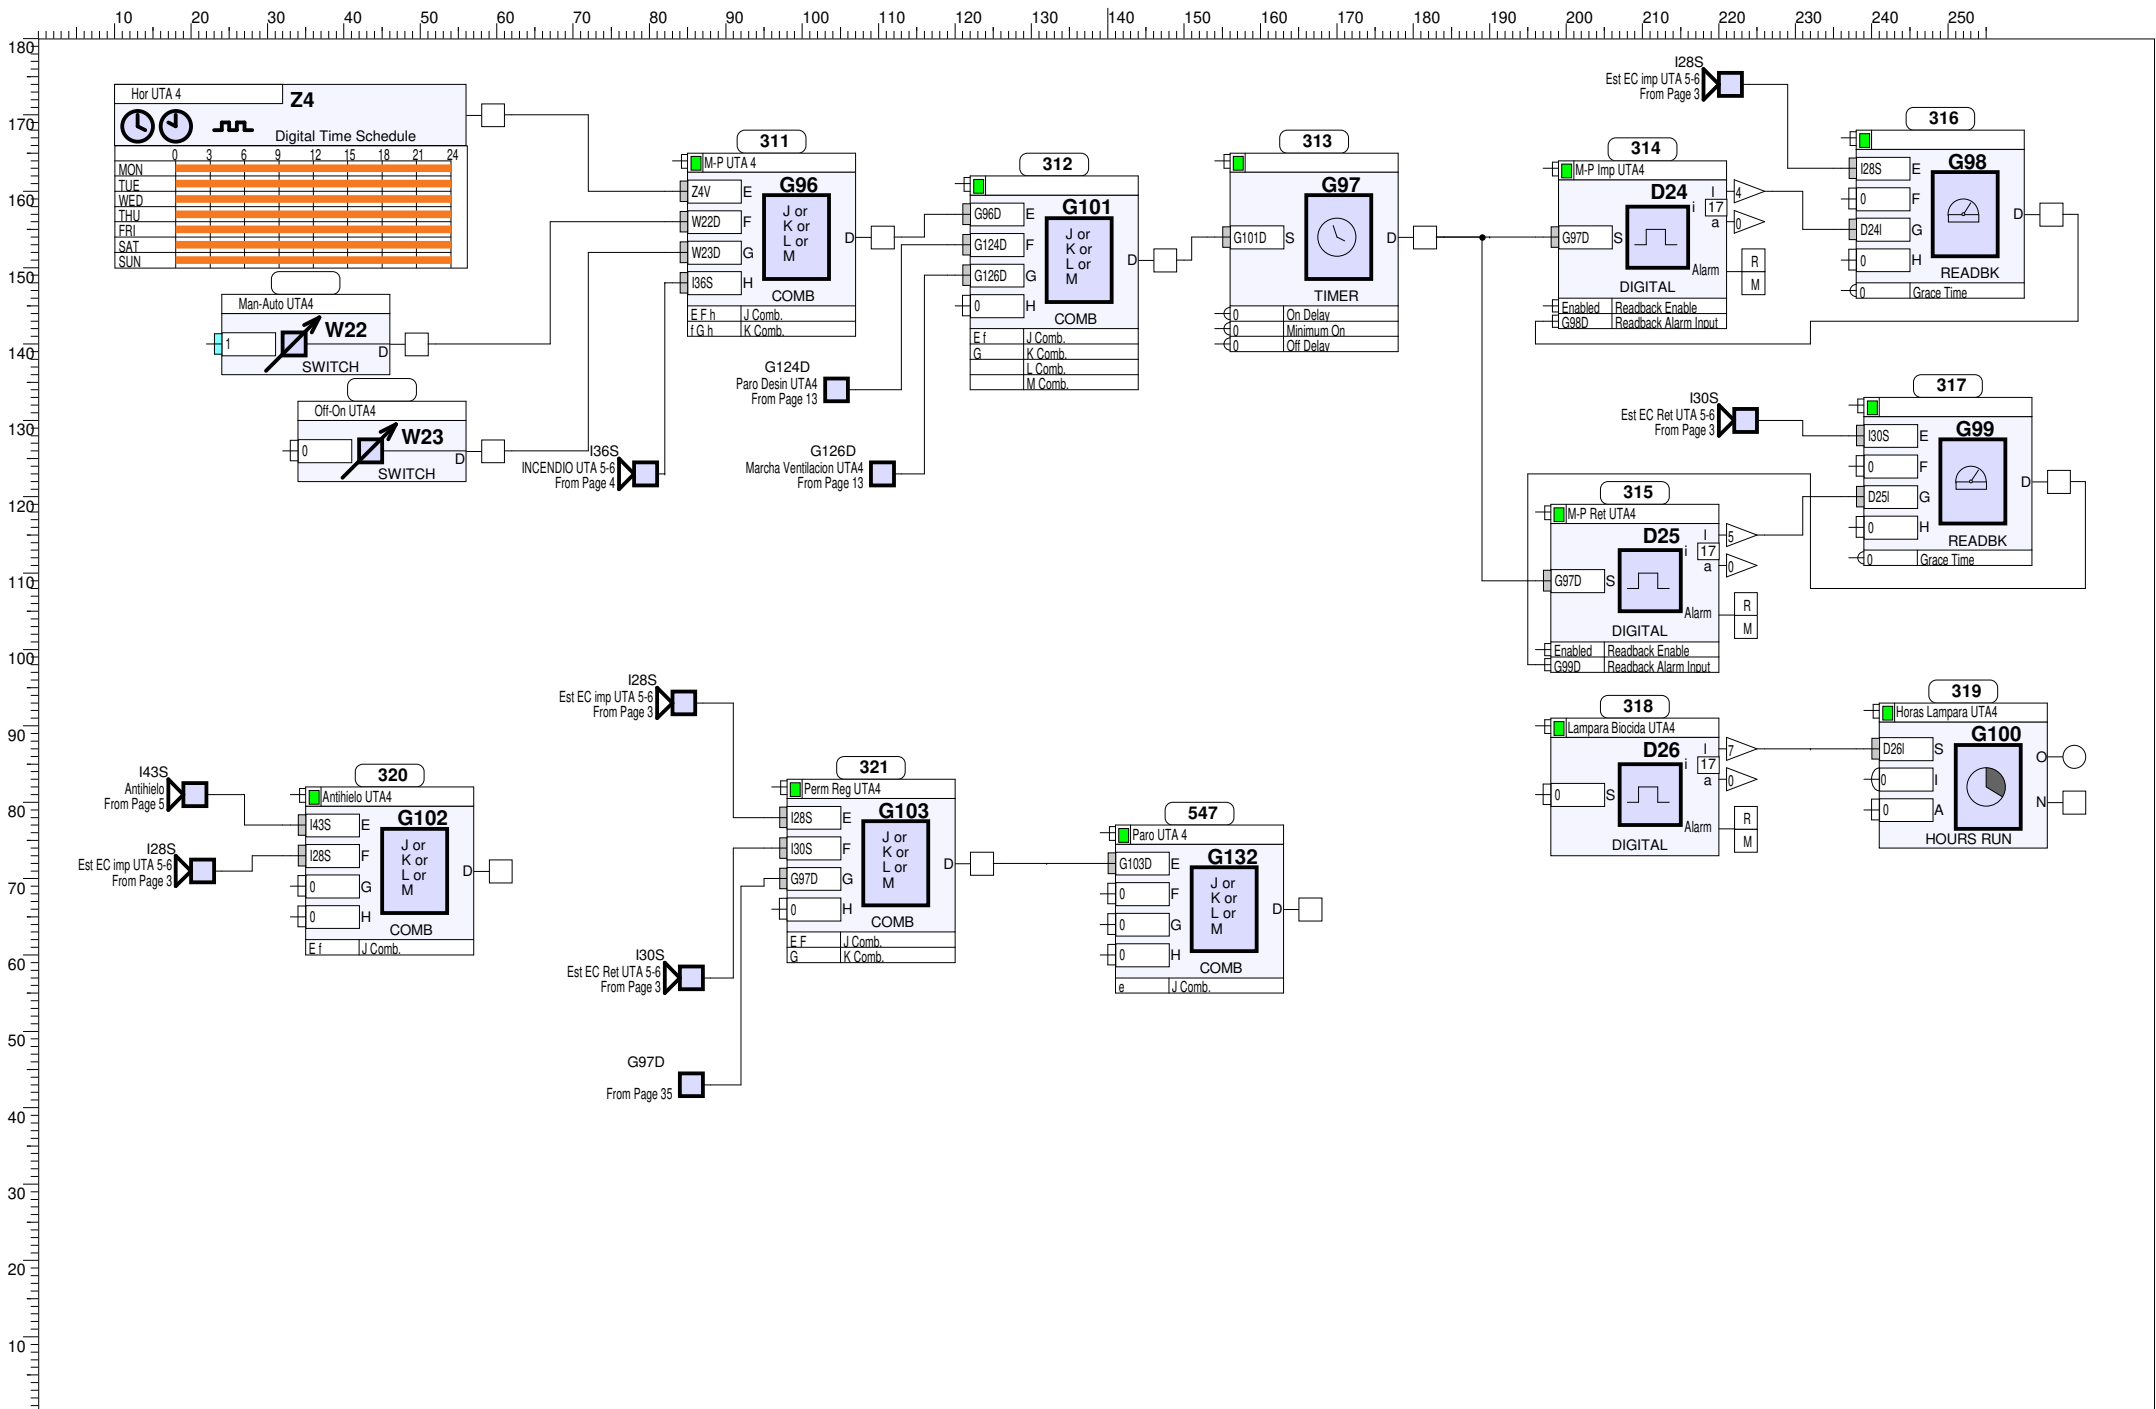 10 20 30 40 50 60 70 80 90 100 110 120 130 140 150 160 170 180 190 200 210 220 230 240 250
180
170
160
150
140
130
120
110
100
90
80
70
60
50
40
30
20
10
Hor UTA 4
Z4
Digital Time Schedule
0 3 6 9 12 15 18 21 24
MON
TUE
WED
THU
FRI
SAT
SUN
Man-Auto UTA4
1
W22
D
SWITCH
Off-On UTA4
0
W23
D
SWITCH
I36S
INCENDIO UTA 5-6
From Page 4
311
M-P UTA 4
G96
Z4V E
W22D F
W23D G
I36S H
J or
K or
L or
M
D
COMB
E F h J Comb.
f G h K Comb.
G124D
Paro Desin UTA4
From Page 13
G126D
Marcha Ventilacion UTA4
From Page 13
312
G101
G96D E
G124D F
G126D G
0 H
J or
K or
L or
M
D
COMB
E f J Comb.
G K Comb.
L Comb.
M Comb.
313
G97
G101D S
D
TIMER
0 On Delay
0 Minimum On
0 Off Delay
314
M-P Imp UTA4
D24
G97D S
I 4
i 17
a 0
Alarm
R
M
DIGITAL
Enabled Readback Enable
G98D Readback Alarm Input
I28S
Est EC imp UTA 5-6
From Page 3
316
G98
I28S E
0 F
D24I G
0 H
D
READBK
0 Grace Time
I30S
Est EC Ret UTA 5-6
From Page 3
317
G99
I30S E
0 F
D25I G
0 H
D
READBK
0 Grace Time
315
M-P Ret UTA4
D25
G97D S
I 5
i 17
a 0
Alarm
R
M
DIGITAL
Enabled Readback Enable
G99D Readback Alarm Input
318
Lampara Biocida UTA4
D26
0 S
I 7
i 17
a 0
Alarm
R
M
DIGITAL
319
Horas Lampara UTA4
G100
D26I S
0 I
0 A
O
N
HOURS RUN
I43S
Antihielo
From Page 5
I28S
Est EC imp UTA 5-6
From Page 3
320
Antihielo UTA4
G102
I43S E
I28S F
0 G
0 H
J or
K or
L or
M
D
COMB
E f J Comb.
I28S
Est EC imp UTA 5-6
From Page 3
I30S
Est EC Ret UTA 5-6
From Page 3
G97D
From Page 35
321
Perm Reg UTA4
G103
I28S E
I30S F
G97D G
0 H
J or
K or
L or
M
D
COMB
E F J Comb.
G K Comb.
547
Paro UTA 4
G132
G103D E
0 F
0 G
0 H
J or
K or
L or
M
D
COMB
e J Comb.